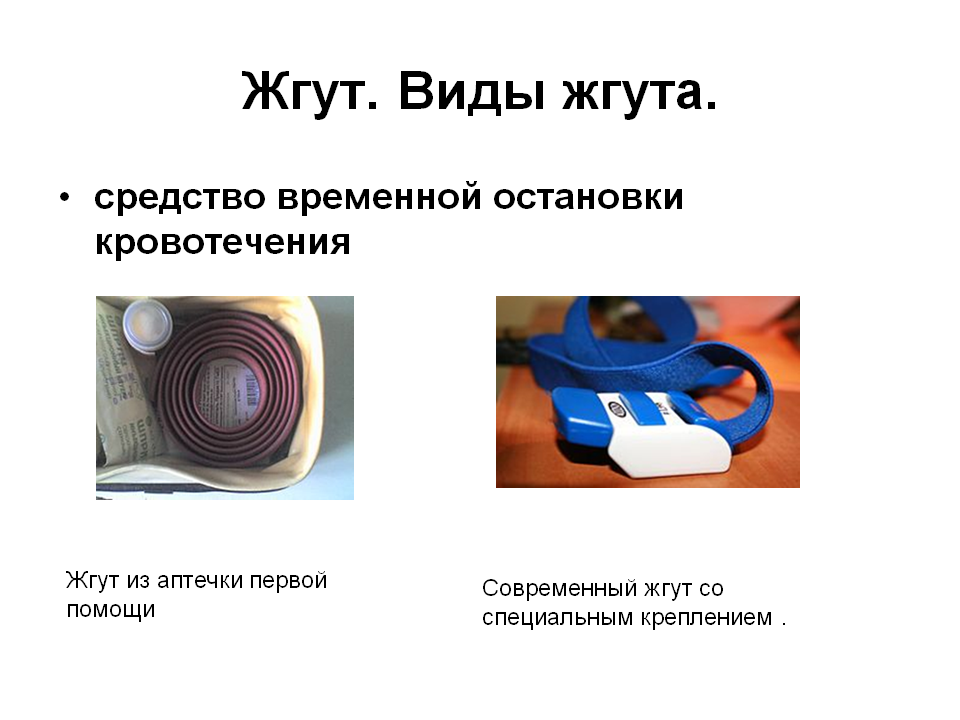 Жгут. Виды жгута.
• средство временной остановки
кровотечения
Жгут из аптечки первой
помощи
Современный жгут со
специальным креплением .